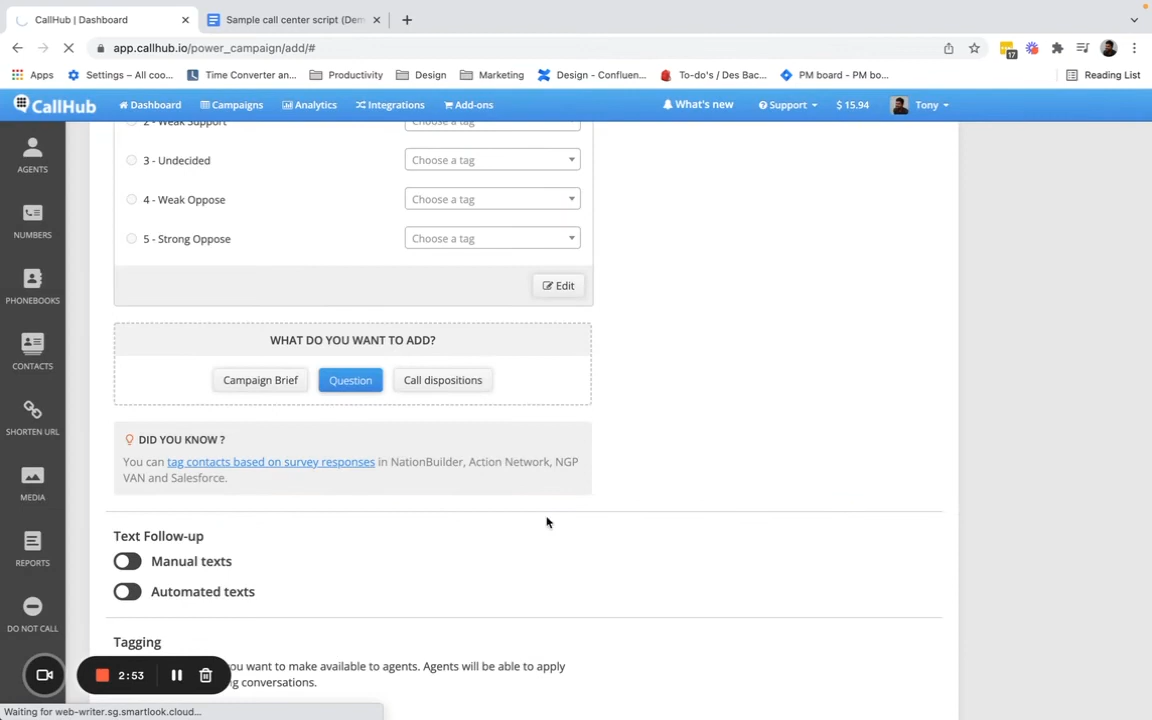 CallHub | Dashboard
Sample call center script (Dem
app.callhub.io/power_campaign/add/#
17
Apps
Settings – All coo...
Time Converter an...
Productivity
Design
Marketing
Design - Confluen...
To-do's / Des Bac...
PM board - PM bo...
Reading List
CallHub
Dashboard
Campaigns
Analytics
Integrations
Add-ons
What's new
Support
$ 15.94
Tony
AGENTS
NUMBERS
PHONEBOOKS
CONTACTS
SHORTEN URL
MEDIA
REPORTS
DO NOT CALL
2 - Weak Support
Choose a tag
3 - Undecided
Choose a tag
4 - Weak Oppose
Choose a tag
5 - Strong Oppose
Choose a tag
Edit
WHAT DO YOU WANT TO ADD?
Campaign Brief
Question
Call dispositions
DID YOU KNOW ?
You can tag contacts based on survey responses in NationBuilder, Action Network, NGP
VAN and Salesforce.
Text Follow-up
Manual texts
Automated texts
Tagging
you want to make available to agents. Agents will be able to apply
g conversations.
2:53
Waiting for web-writer.sg.smartlook.cloud...